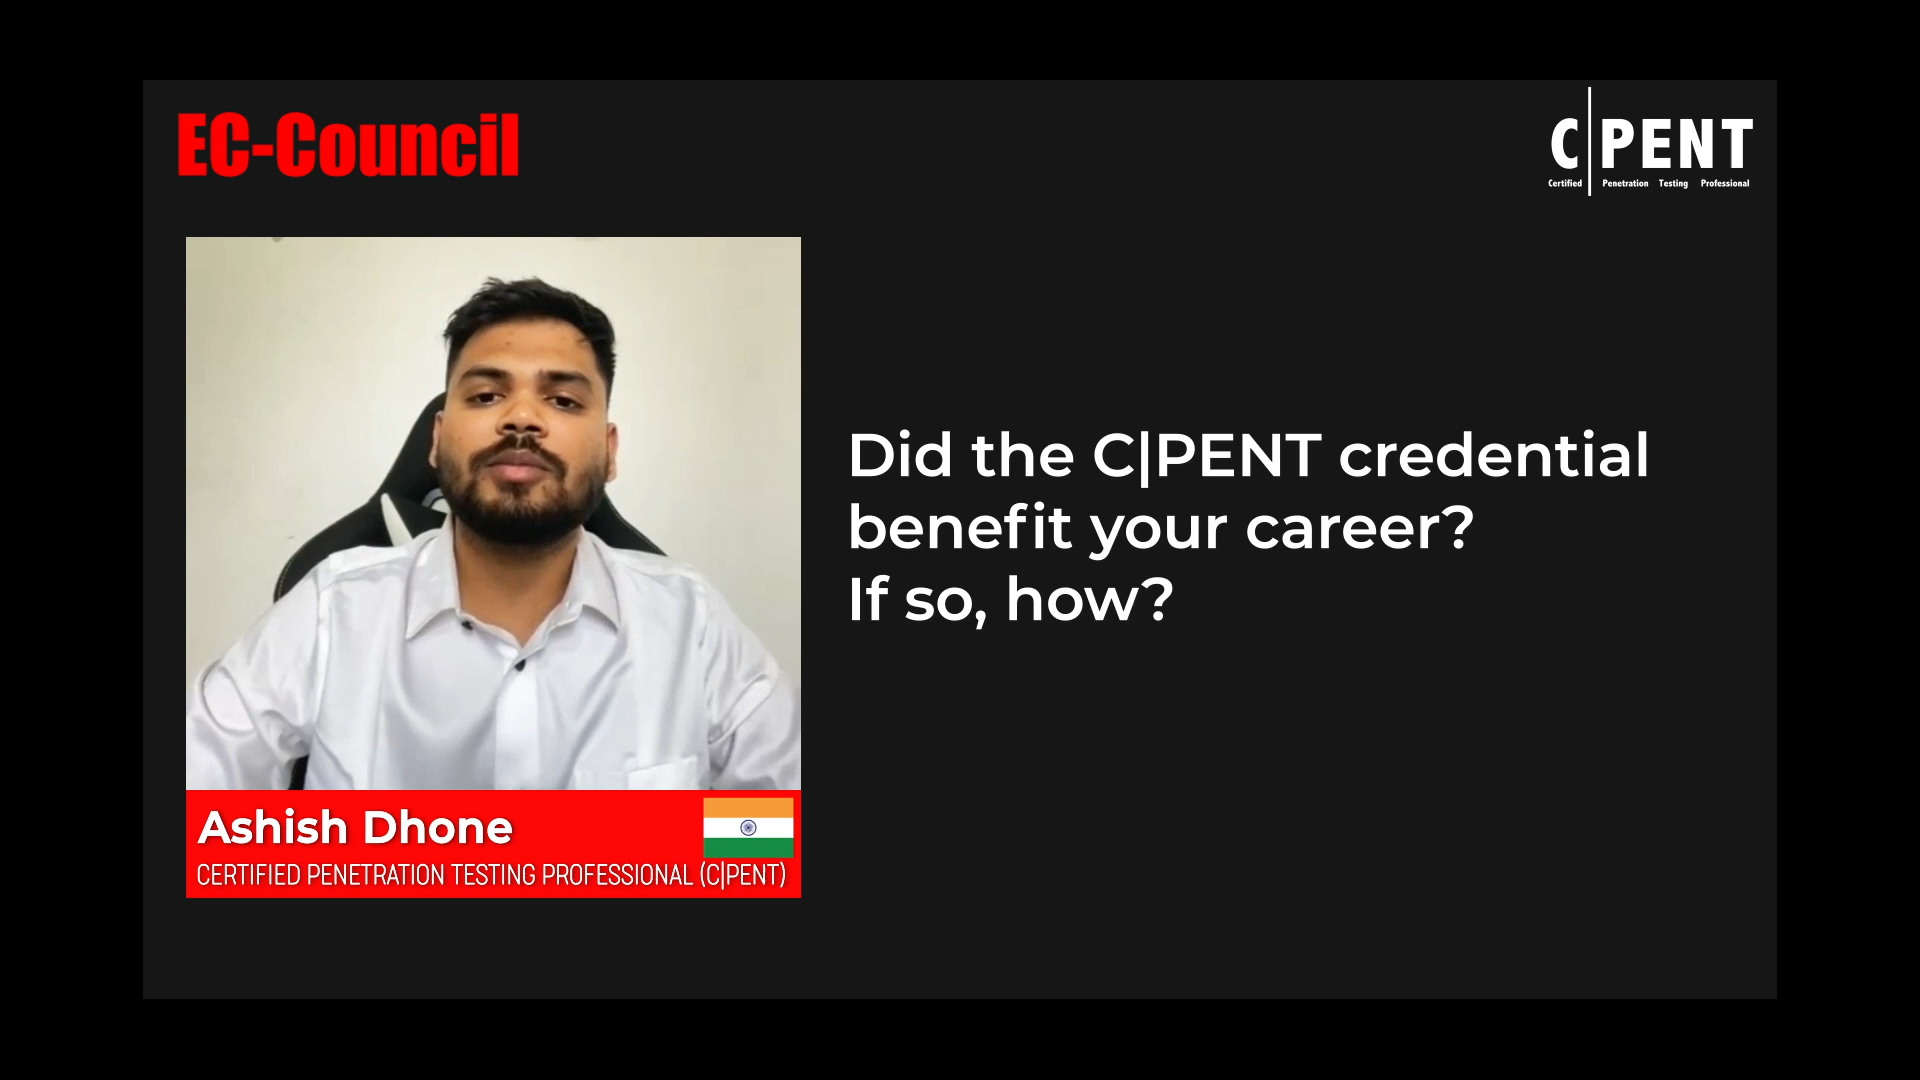 EC-Council
C|PENT
Certified Penetration Testing Professional
Did the C|PENT credential
benefit your career?
If so, how?
Ashish Dhone
CERTIFIED PENETRATION TESTING PROFESSIONAL (C|PENT)